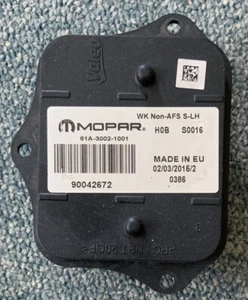 Valeo
WK Non-AFS S-LH
MOPAR
H0B S0016
61A-3002-1001
MADE IN EU
02/03/2015/2
90042672
0386